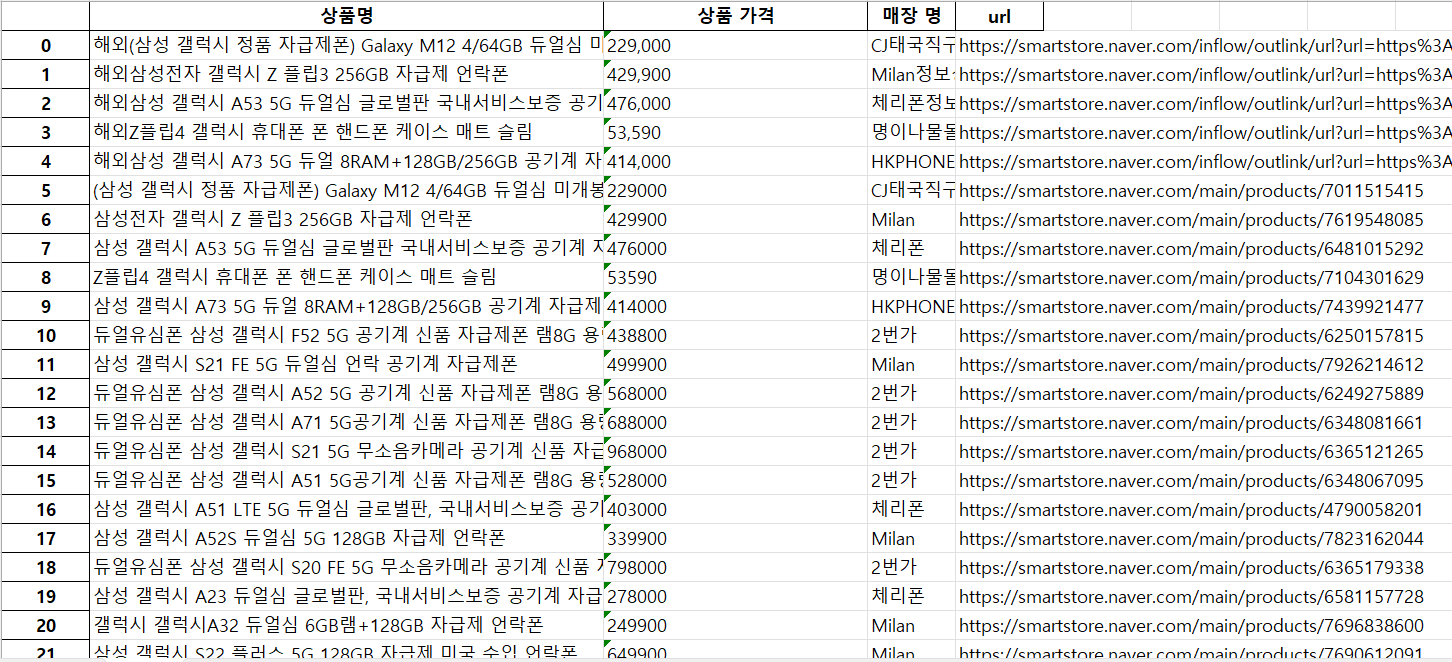 상품명 상품 가격 매장 명 url
0 해외(삼성 갤럭시 정품 자급제폰) Galaxy M12 4/64GB 듀얼심 229,000 CJ태국직구 https://smartstore.naver.com/inflow/outlink/url?url=https%3A
1 해외삼성전자 갤럭시 Z 플립3 256GB 자급제 언락폰 429,900 Milan정보 https://smartstore.naver.com/inflow/outlink/url?url=https%3A
2 해외삼성 갤럭시 A53 5G 듀얼심 글로벌판 국내서비스보증 공기 476,000 체리폰정보 https://smartstore.naver.com/inflow/outlink/url?url=https%3A
3 해외Z플립4 갤럭시 휴대폰 폰 핸드폰 케이스 매트 슬림 53,590 명이나물몰 https://smartstore.naver.com/inflow/outlink/url?url=https%3A
4 해외삼성 갤럭시 A73 5G 듀얼 8RAM+128GB/256GB 공기계 자 414,000 HKPHONE https://smartstore.naver.com/inflow/outlink/url?url=https%3A
5 (삼성 갤럭시 정품 자급제폰) Galaxy M12 4/64GB 듀얼심 미개봉 229000 CJ태국직구 https://smartstore.naver.com/main/products/7011515415
6 삼성전자 갤럭시 Z 플립3 256GB 자급제 언락폰 429900 Milan https://smartstore.naver.com/main/products/7619548085
7 삼성 갤럭시 A53 5G 듀얼심 글로벌판 국내서비스보증 공기계 476000 체리폰 https://smartstore.naver.com/main/products/6481015292
8 Z플립4 갤럭시 휴대폰 폰 핸드폰 케이스 매트 슬림 53590 명이나물몰 https://smartstore.naver.com/main/products/7104301629
9 삼성 갤럭시 A73 5G 듀얼 8RAM+128GB/256GB 공기계 자급제 414000 HKPHONE https://smartstore.naver.com/main/products/7439921477
10 듀얼유심폰 삼성 갤럭시 F52 5G 공기계 신품 자급제폰 램8G 용 438800 2번가 https://smartstore.naver.com/main/products/6250157815
11 삼성 갤럭시 S21 FE 5G 듀얼심 언락 공기계 자급제폰 499900 Milan https://smartstore.naver.com/main/products/7926214612
12 듀얼유심폰 삼성 갤럭시 A52 5G 공기계 신품 자급제폰 램8G 용 568000 2번가 https://smartstore.naver.com/main/products/6249275889
13 듀얼유심폰 삼성 갤럭시 A71 5G공기계 신품 자급제폰 램8G 용량 688000 2번가 https://smartstore.naver.com/main/products/6348081661
14 듀얼유심폰 삼성 갤럭시 S21 5G 무소음카메라 공기계 신품 자급 968000 2번가 https://smartstore.naver.com/main/products/6365121265
15 듀얼유심폰 삼성 갤럭시 A51 5G공기계 신품 자급제폰 램8G 용량 528000 2번가 https://smartstore.naver.com/main/products/6348067095
16 삼성 갤럭시 A51 LTE 5G 듀얼심 글로벌판, 국내서비스보증 공기 403000 체리폰 https://smartstore.naver.com/main/products/4790058201
17 삼성 갤럭시 A52S 듀얼심 5G 128GB 자급제 언락폰 339900 Milan https://smartstore.naver.com/main/products/7823162044
18 듀얼유심폰 삼성 갤럭시 S20 FE 5G 무소음카메라 공기계 신품 798000 2번가 https://smartstore.naver.com/main/products/6365179338
19 삼성 갤럭시 A23 듀얼심 글로벌판, 국내서비스보증 공기계 자급 278000 체리폰 https://smartstore.naver.com/main/products/6581157728
20 갤럭시 갤럭시A32 듀얼심 6GB램+128GB 자급제 언락폰 249900 Milan https://smartstore.naver.com/main/products/7696838600
21 삼성 갤럭시 S22 플러스 5G 128GB 자급제 미국 수입 언락폰 649900 Milan https://smartstore.naver.com/main/products/7690612091